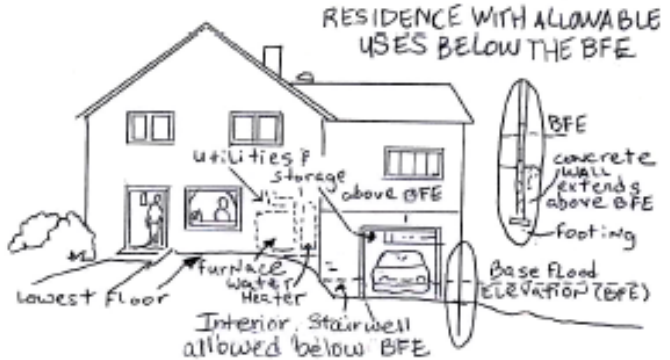 RESIDENCE WITH ALLOWABLE
USES BELOW THE BFE
BFE
concrete
WALL
extends
above BFE
footing
utilities &
storage
above BFE
Furnace
Water
Heater
Lowest Floor
Interior Stairwell
allowed below BFE
Base Flood
ELEVATION (BFE)